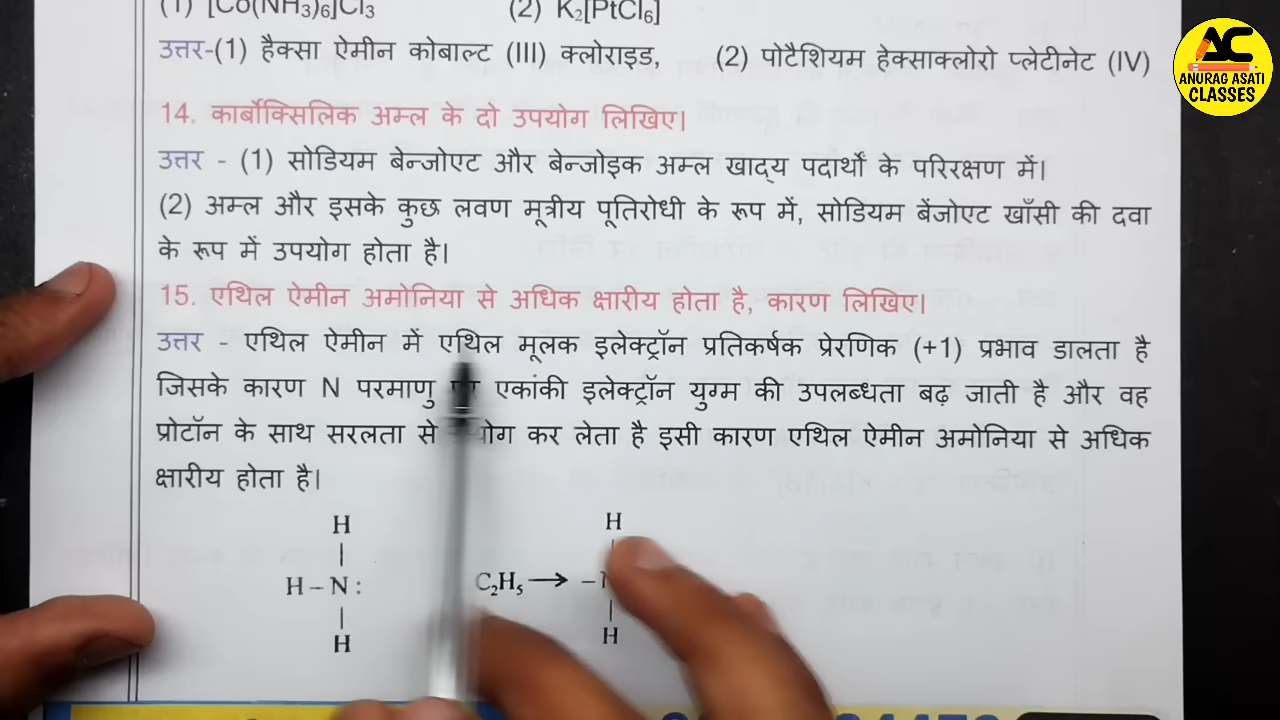 (1) [Co(NH3)6]Cl3 (2) K2[PtCl6]
उत्तर-(1) हैक्सा ऐमीन कोबाल्ट (III) क्लोराइड, (2) पोटैशियम हेक्साक्लोरो प्लेटीनेट (IV)
AC
ANURAG ASATI
CLASSES
14. कार्बोक्सिलिक अम्ल के दो उपयोग लिखिए।
उत्तर - (1) सोडियम बेन्जोएट और बेन्जोइक अम्ल खाद्य पदार्थों के परिरक्षण में।
(2) अम्ल और इसके कुछ लवण मूत्रीय पूतिरोधी के रूप में, सोडियम बेंजोएट खाँसी की दवा
के रूप में उपयोग होता है।
15. एथिल ऐमीन अमोनिया से अधिक क्षारीय होता है, कारण लिखिए।
उत्तर - एथिल ऐमीन में एथिल मूलक इलेक्ट्रॉन प्रतिकर्षक प्रेरणिक (+1) प्रभाव डालता है
जिसके कारण N परमाणु एकांकी इलेक्ट्रॉन युग्म की उपलब्धता बढ़ जाती है और वह
प्रोटॉन के साथ सरलता से कर लेता है इसी कारण एथिल ऐमीन अमोनिया से अधिक
क्षारीय होता है।
H H
H – N : C2H5 → –
H H